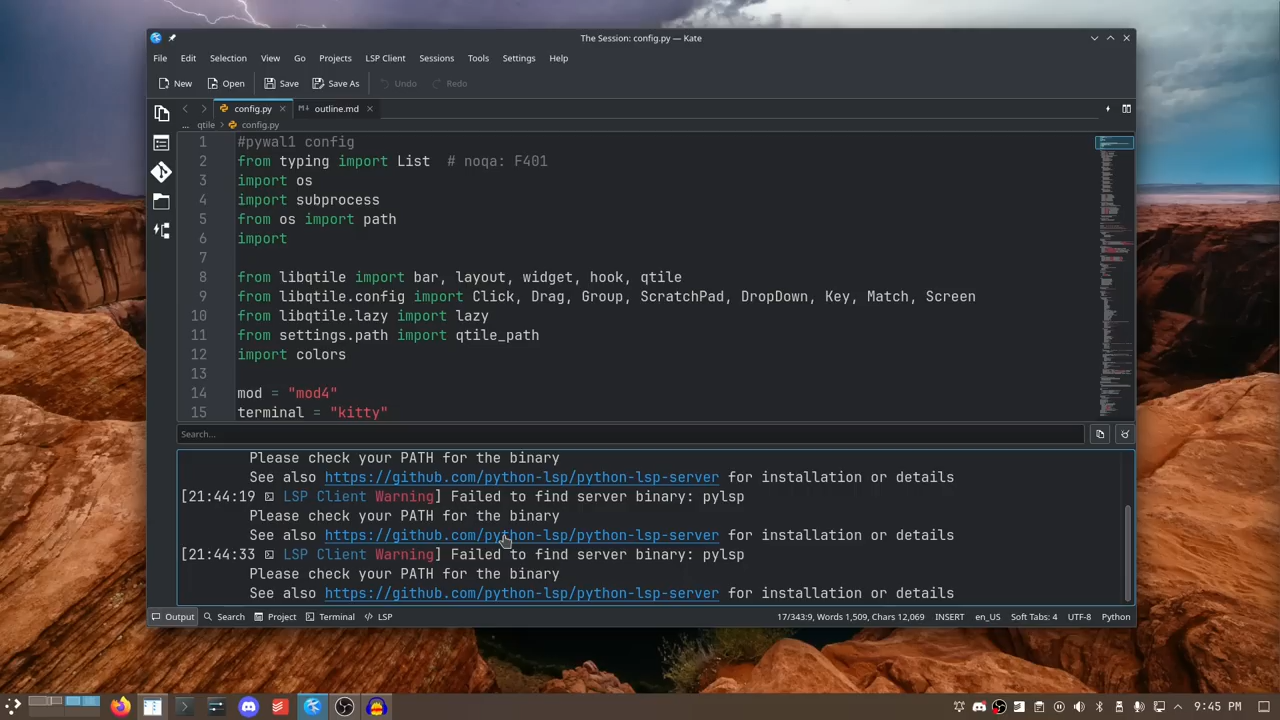 The Session: config.py — Kate
File Edit Selection View Go Projects LSP Client Sessions Tools Settings Help
New Open Save Save As Undo Redo
config.py outline.md
... qtile config.py
1 #pywal1 config
2 from typing import List  # noqa: F401
3 import os
4 import subprocess
5 from os import path
6 import
7
8 from libqtile import bar, layout, widget, hook, qtile
9 from libqtile.config import Click, Drag, Group, ScratchPad, DropDown, Key, Match, Screen
10 from libqtile.lazy import lazy
11 from settings.path import qtile_path
12 import colors
13
14 mod = "mod4"
15 terminal = "kitty"
Search...
Please check your PATH for the binary
See also https://github.com/python-lsp/python-lsp-server for installation or details
[21:44:19 LSP Client Warning] Failed to find server binary: pylsp
Please check your PATH for the binary
See also https://github.com/python-lsp/python-lsp-server for installation or details
[21:44:33 LSP Client Warning] Failed to find server binary: pylsp
Please check your PATH for the binary
See also https://github.com/python-lsp/python-lsp-server for installation or details
Output Search Project Terminal LSP 17/343:9, Words 1,509, Chars 12,069 INSERT en_US Soft Tabs: 4 UTF-8 Python
9:45 PM